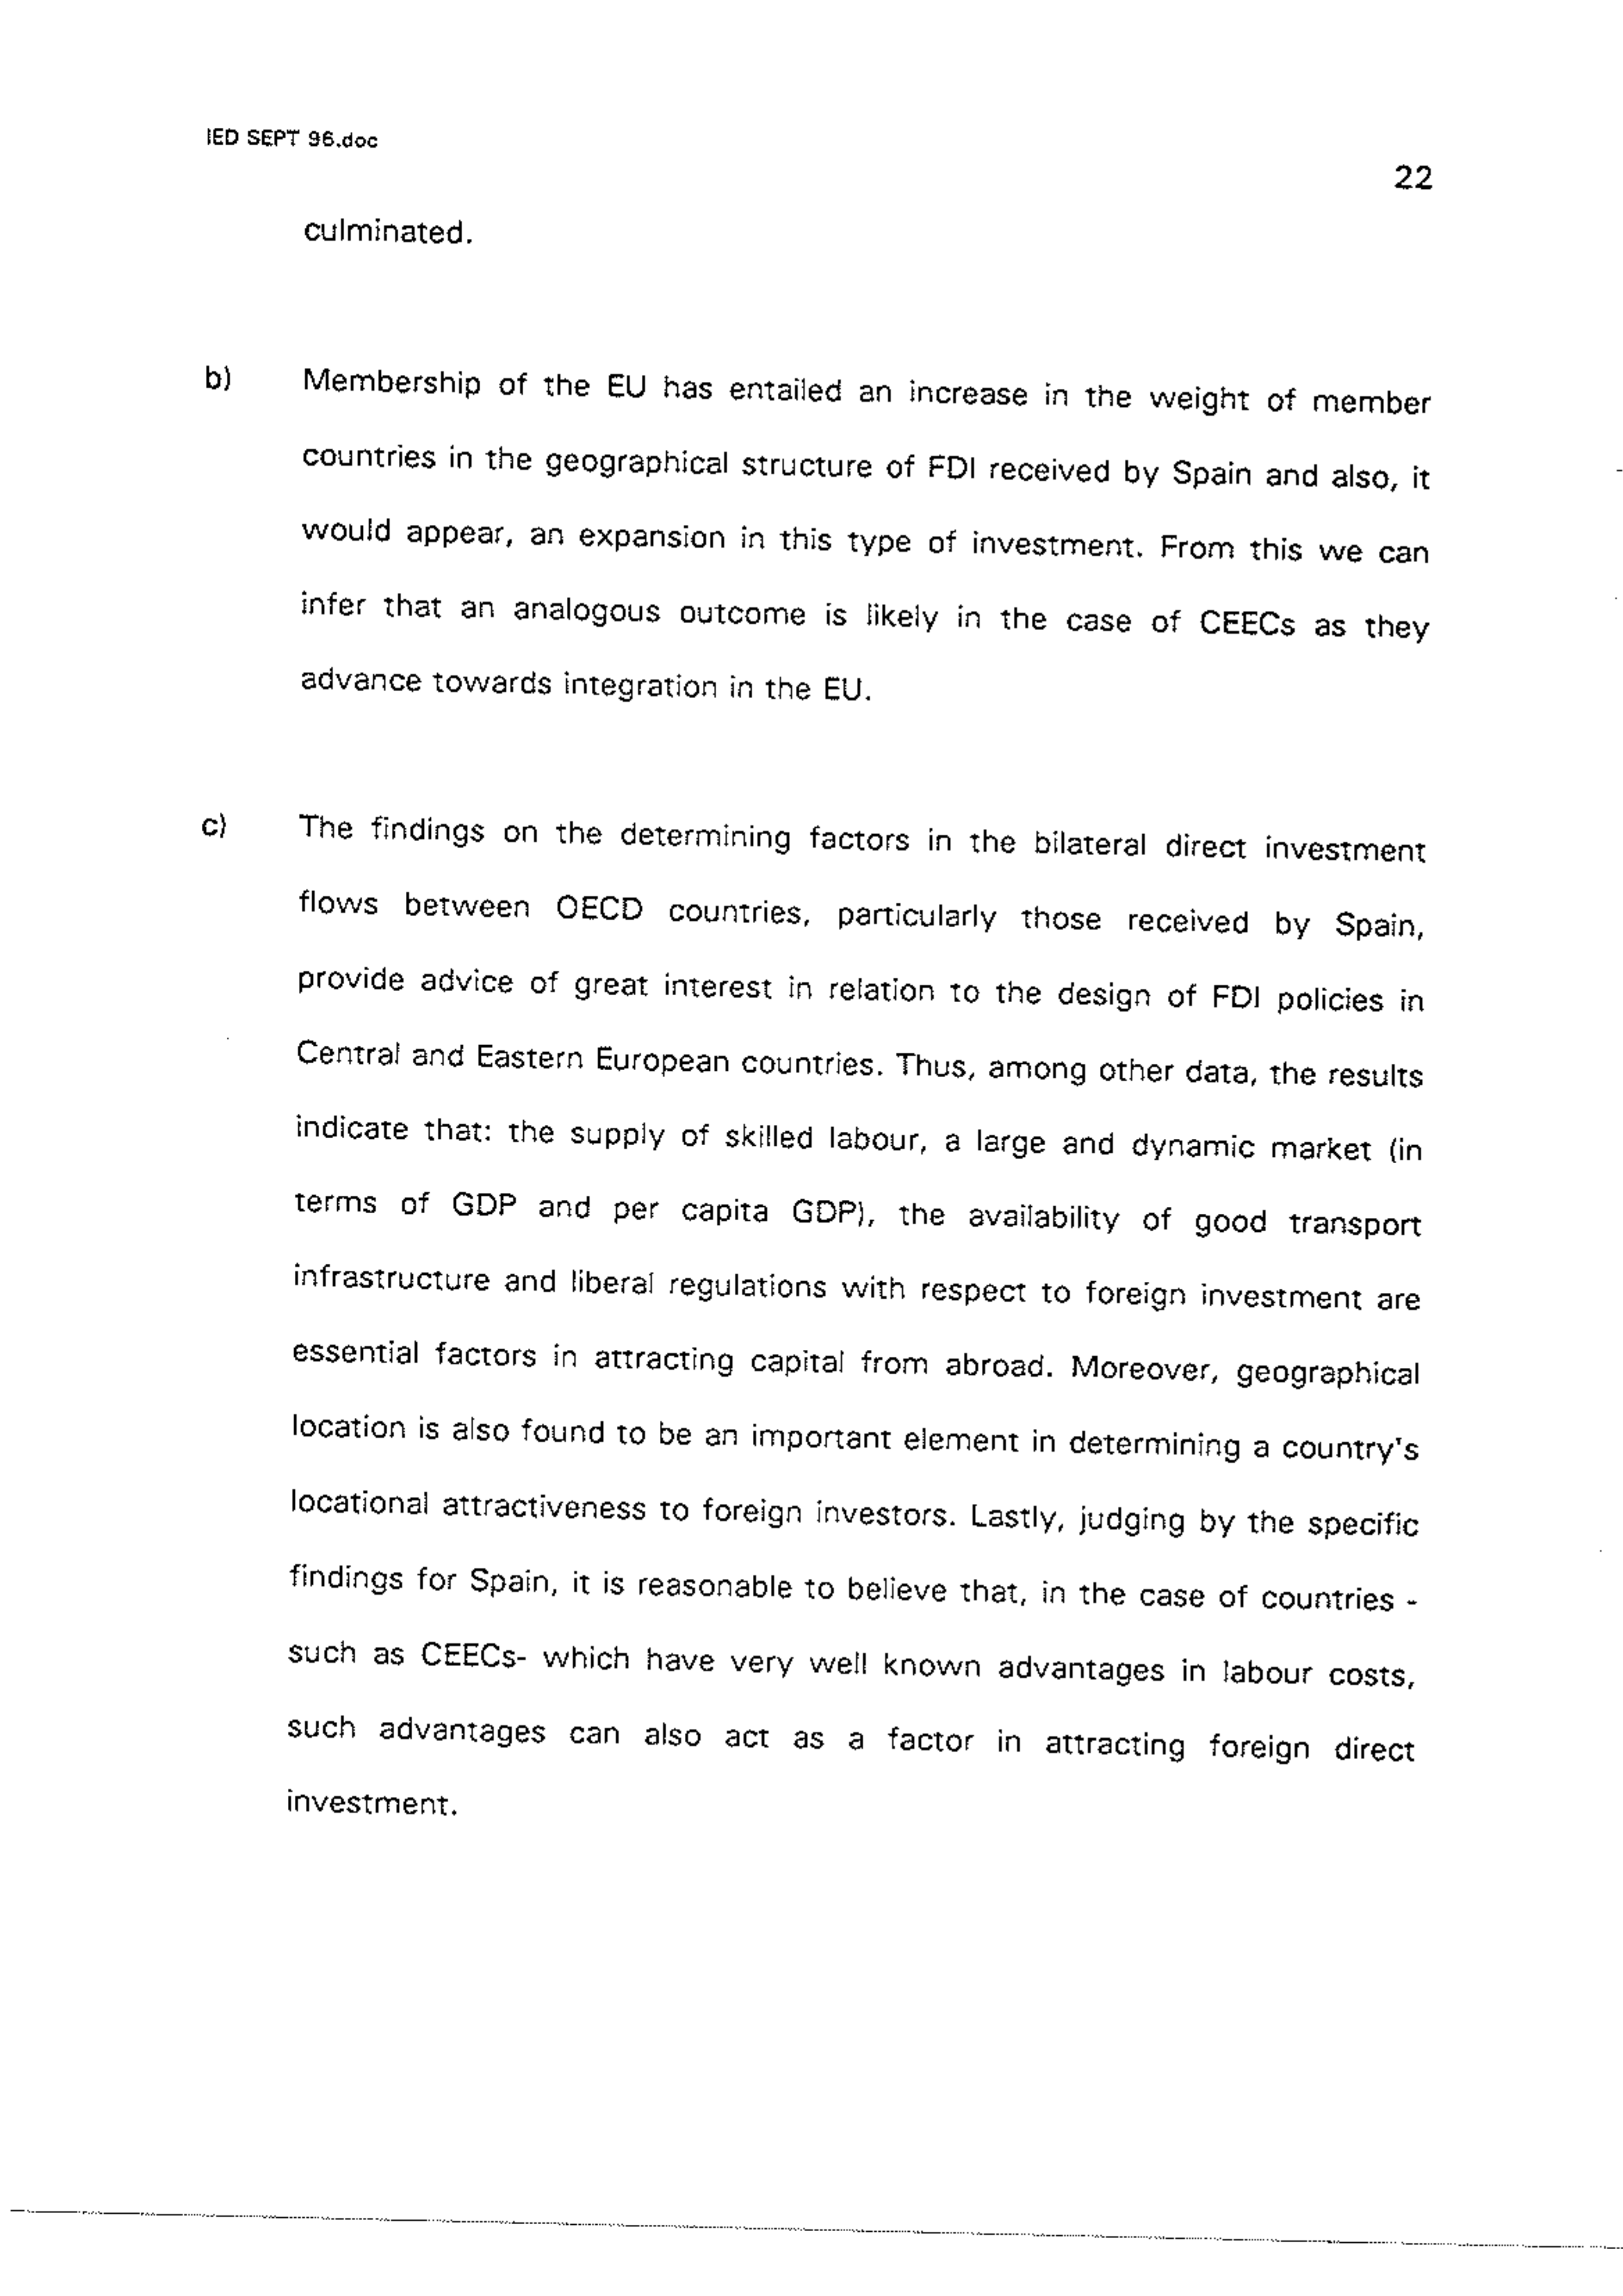 IED SEPT 96.doc
22
culminated.
b) Membership of the EU has entailed an increase in the weight of member
countries in the geographical structure of FDI received by Spain and also, it
would appear, an expansion in this type of investment. From this we can
infer that an analogous outcome is likely in the case of CEECs as they
advance towards integration in the EU.
c) The findings on the determining factors in the bilateral direct investment
flows between OECD countries, particularly those received by Spain,
provide advice of great interest in relation to the design of FDI policies in
Central and Eastern European countries. Thus, among other data, the results
indicate that: the supply of skilled labour, a large and dynamic market (in
terms of GDP and per capita GDP), the availability of good transport
infrastructure and liberal regulations with respect to foreign investment are
essential factors in attracting capital from abroad. Moreover, geographical
location is also found to be an important element in determining a country's
locational attractiveness to foreign investors. Lastly, judging by the specific
findings for Spain, it is reasonable to believe that, in the case of countries -
such as CEECs- which have very well known advantages in labour costs,
such advantages can also act as a factor in attracting foreign direct
investment.